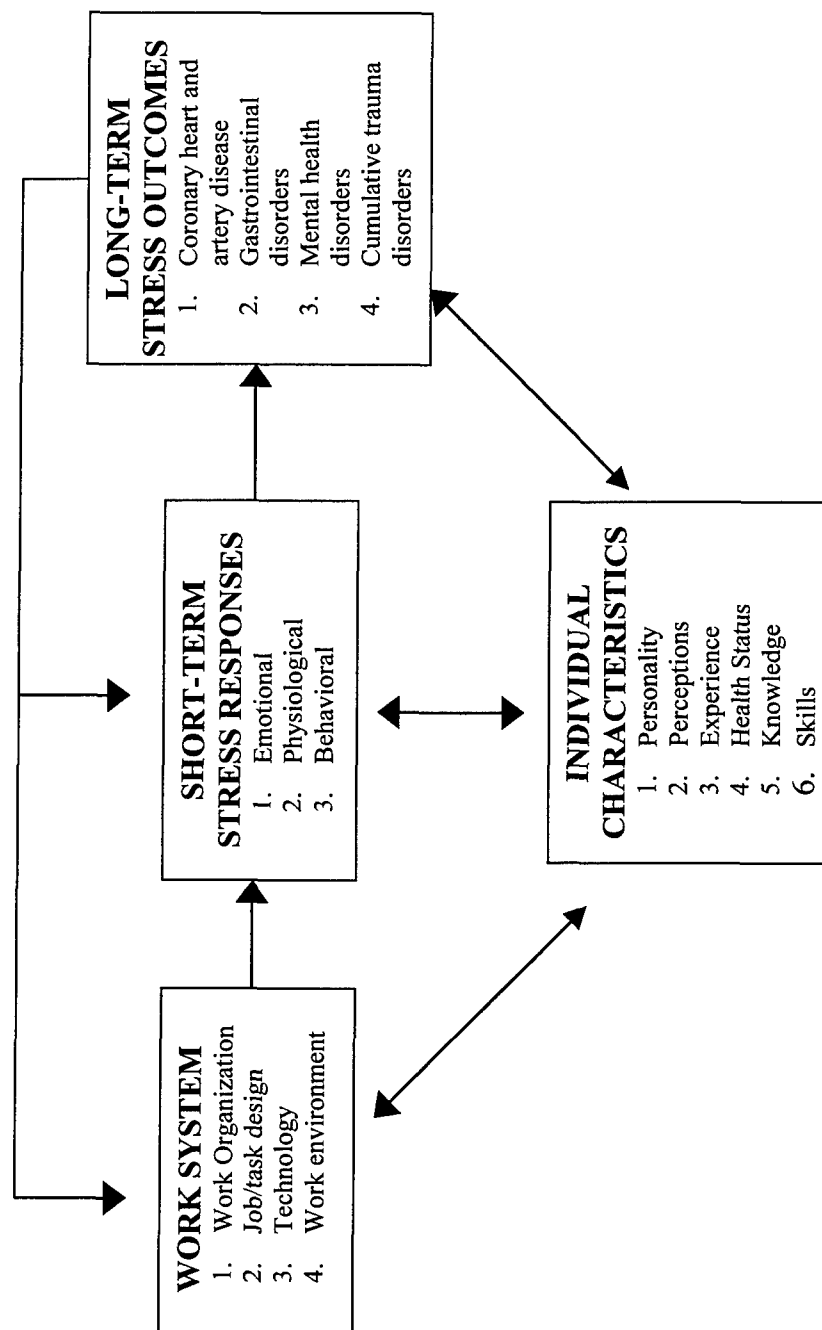 WORK SYSTEM
1. Work Organization
2. Job/task design
3. Technology
4. Work environment
SHORT-TERM
STRESS RESPONSES
1. Emotional
2. Physiological
3. Behavioral
LONG-TERM
STRESS OUTCOMES
1. Coronary heart and
artery disease
2. Gastrointestinal
disorders
3. Mental health
disorders
4. Cumulative trauma
disorders
INDIVIDUAL
CHARACTERISTICS
1. Personality
2. Perceptions
3. Experience
4. Health Status
5. Knowledge
6. Skills